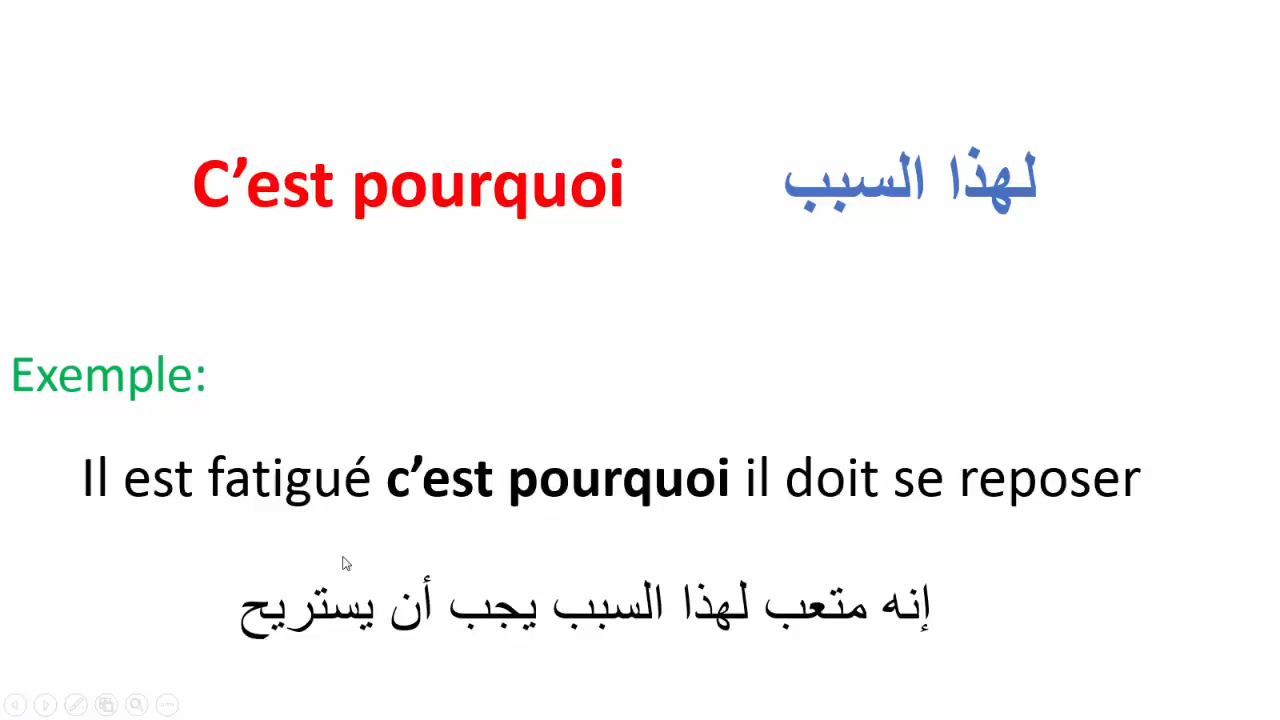 C’est pourquoi
لهذا السبب
Exemple:
Il est fatigué c’est pourquoi il doit se reposer
إنه متعب لهذا السبب يجب أن يستريح